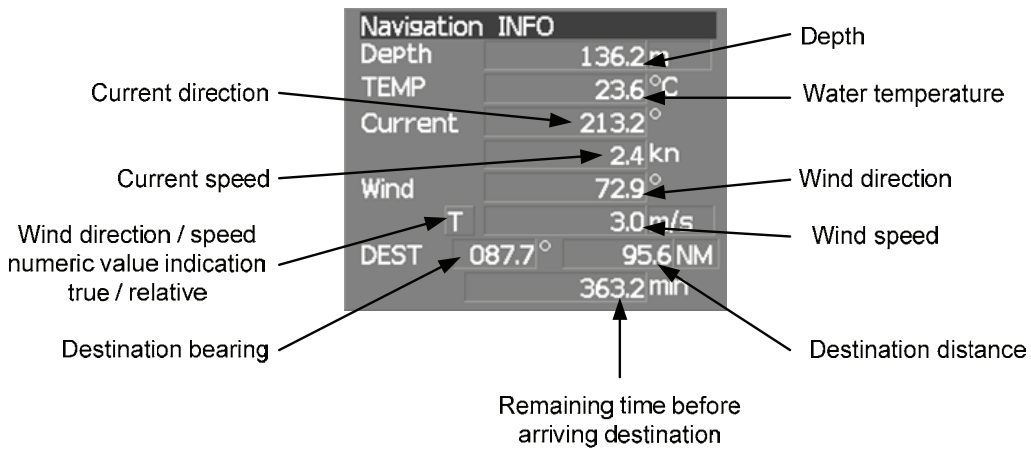 Navigation INFO
Depth 136.2 m
TEMP 23.6 °C
Current 213.2 °
2.4 kn
Wind 72.9 °
T 3.0 m/s
DEST 087.7 ° 95.6 NM
363.2 min
Current direction
Current speed
Wind direction / speed
numeric value indication
true / relative
Destination bearing
Depth
Water temperature
Wind direction
Wind speed
Destination distance
Remaining time before
arriving destination